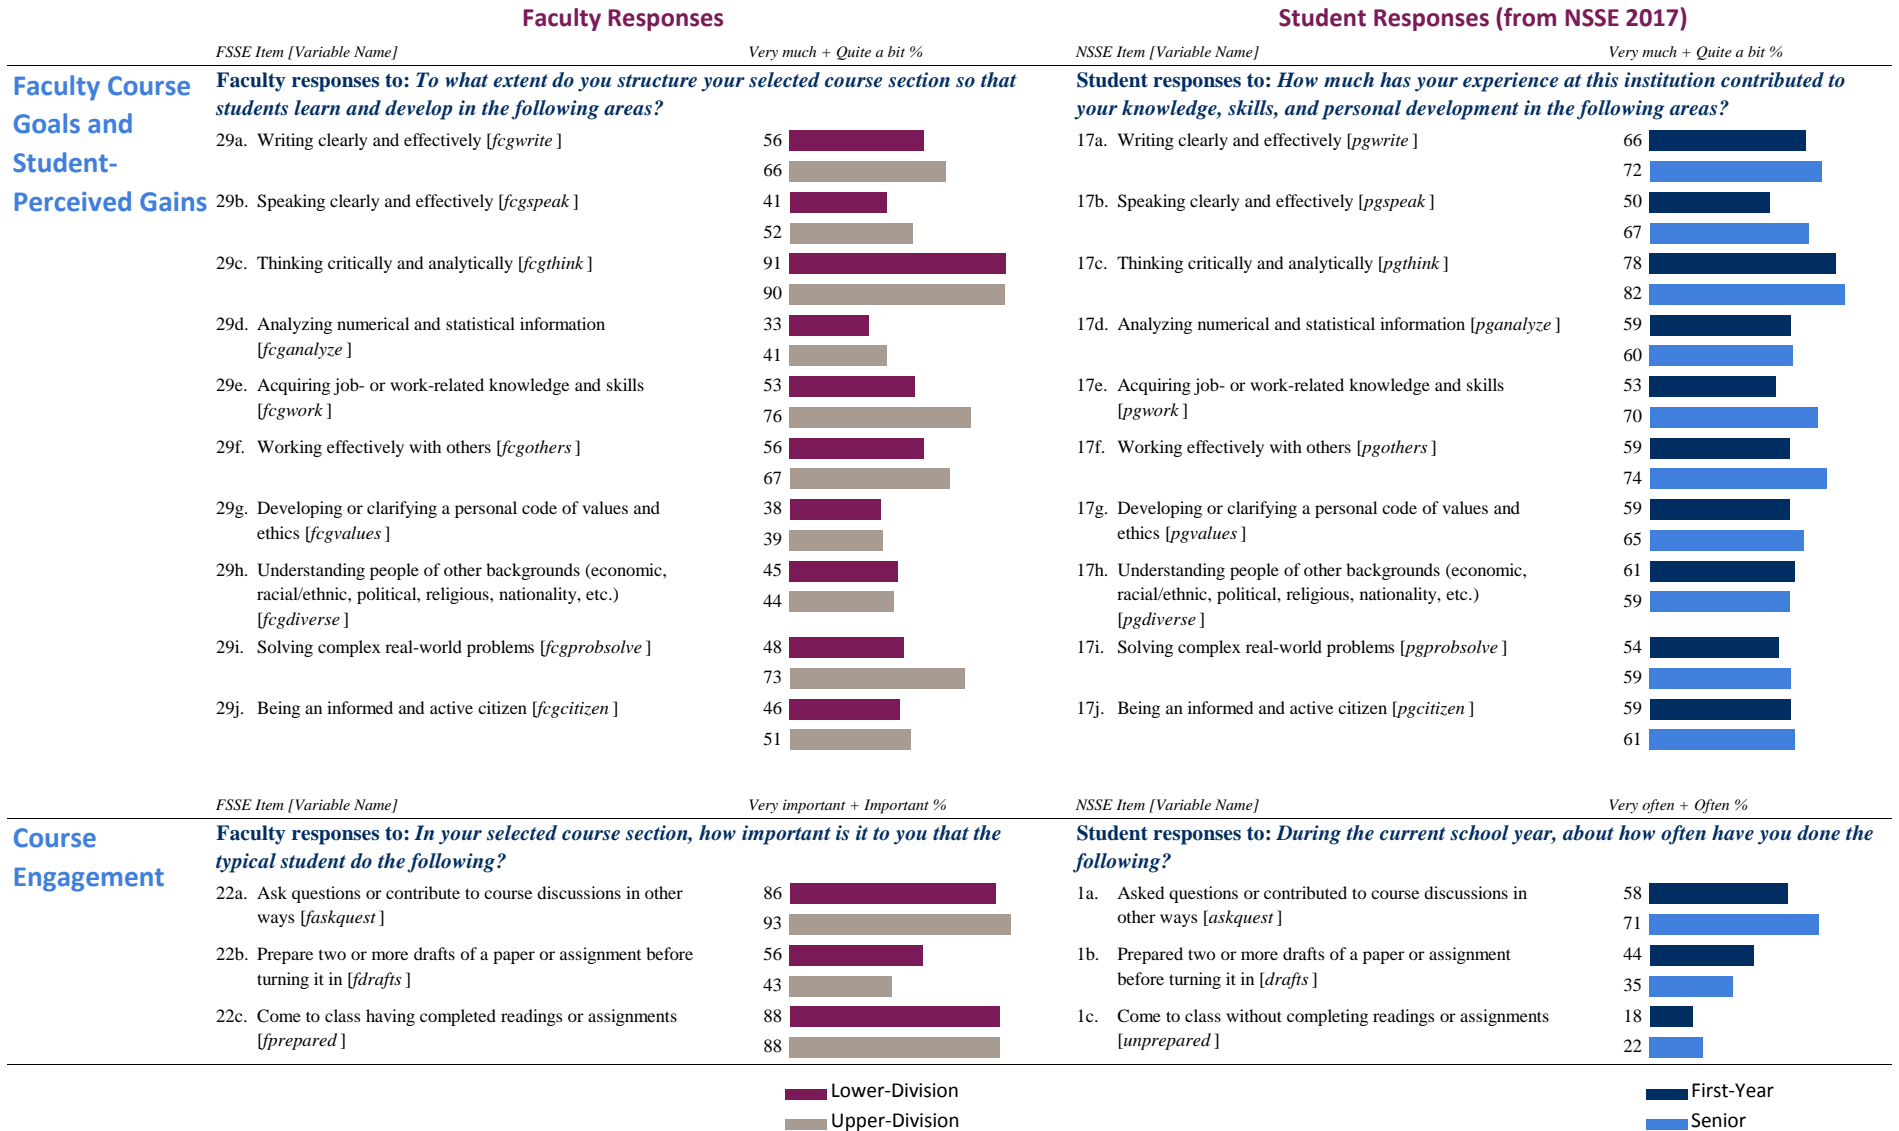 Faculty Responses
Student Responses (from NSSE 2017)
FSSE Item [Variable Name]
Very much + Quite a bit %
NSSE Item [Variable Name]
Very much + Quite a bit %
Faculty Course
Goals and
Student-
Perceived Gains
Faculty responses to: To what extent do you structure your selected course section so that
students learn and develop in the following areas?
Student responses to: How much has your experience at this institution contributed to
your knowledge, skills, and personal development in the following areas?
29a. Writing clearly and effectively [fcgwrite ]
56
66
17a. Writing clearly and effectively [pgwrite ]
66
72
29b. Speaking clearly and effectively [fcgspeak ]
41
52
17b. Speaking clearly and effectively [pgspeak ]
50
67
29c. Thinking critically and analytically [fcgthink ]
91
90
17c. Thinking critically and analytically [pgthink ]
78
82
29d. Analyzing numerical and statistical information
[fcganalyze ]
33
41
17d. Analyzing numerical and statistical information [pganalyze ]
59
60
29e. Acquiring job- or work-related knowledge and skills
[fcgwork ]
53
76
17e. Acquiring job- or work-related knowledge and skills
[pgwork ]
53
70
29f. Working effectively with others [fcgothers ]
56
67
17f. Working effectively with others [pgothers ]
59
74
29g. Developing or clarifying a personal code of values and
ethics [fcgvalues ]
38
39
17g. Developing or clarifying a personal code of values and
ethics [pgvalues ]
59
65
29h. Understanding people of other backgrounds (economic,
racial/ethnic, political, religious, nationality, etc.)
[fcgdiverse ]
45
44
17h. Understanding people of other backgrounds (economic,
racial/ethnic, political, religious, nationality, etc.)
[pgdiverse ]
61
59
29i. Solving complex real-world problems [fcgprobsolve ]
48
73
17i. Solving complex real-world problems [pgprobsolve ]
54
59
29j. Being an informed and active citizen [fcgcitizen ]
46
51
17j. Being an informed and active citizen [pgcitizen ]
59
61
FSSE Item [Variable Name]
Very important + Important %
NSSE Item [Variable Name]
Very often + Often %
Course
Engagement
Faculty responses to: In your selected course section, how important is it to you that the
typical student do the following?
Student responses to: During the current school year, about how often have you done the
following?
22a. Ask questions or contribute to course discussions in other
ways [faskquest ]
86
93
1a. Asked questions or contributed to course discussions in
other ways [askquest ]
58
71
22b. Prepare two or more drafts of a paper or assignment before
turning it in [fdrafts ]
56
43
1b. Prepared two or more drafts of a paper or assignment
before turning it in [drafts ]
44
35
22c. Come to class having completed readings or assignments
[fprepared ]
88
88
1c. Come to class without completing readings or assignments
[unprepared ]
18
22
Lower-Division
Upper-Division
First-Year
Senior